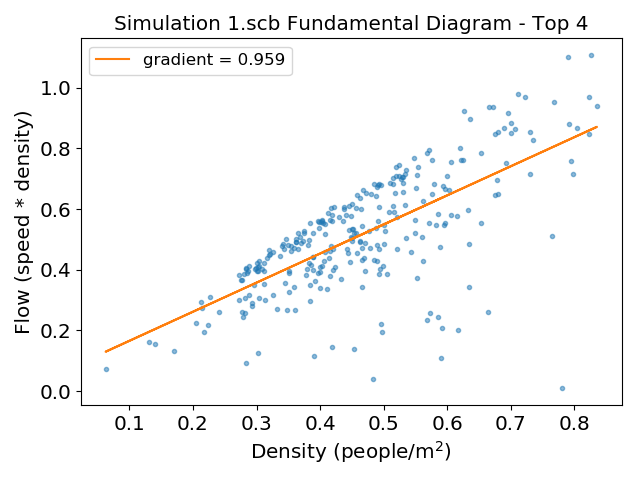 Simulation 1.scb Fundamental Diagram - Top 4
gradient = 0.959
Flow (speed * density)
1.0
0.8
0.6
0.4
0.2
0.0
0.1 0.2 0.3 0.4 0.5 0.6 0.7 0.8
Density (people/m²)